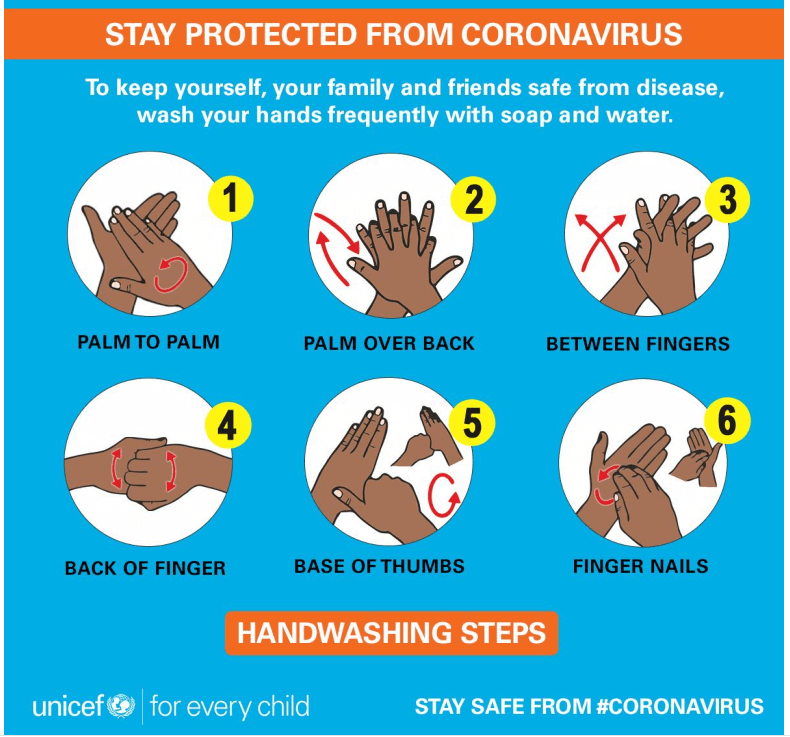 STAY PROTECTED FROM CORONAVIRUS
To keep yourself, your family and friends safe from disease,
wash your hands frequently with soap and water.
1
2
3
PALM TO PALM
PALM OVER BACK
BETWEEN FINGERS
4
5
6
BACK OF FINGER
BASE OF THUMBS
FINGER NAILS
HANDWASHING STEPS
unicef for every child
STAY SAFE FROM #CORONAVIRUS